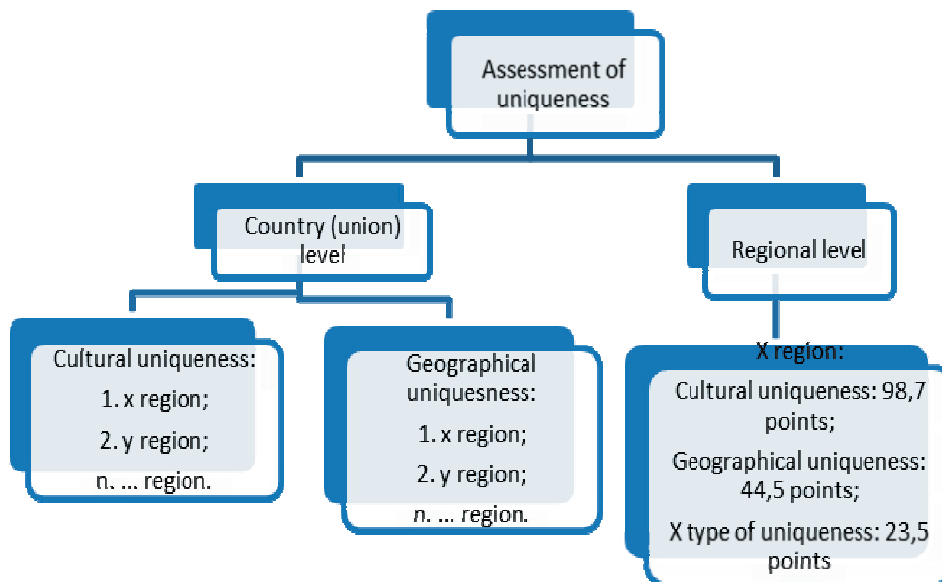 Assessment of
uniqueness
Country (union)
level
Regional level
Cultural uniqueness:
1. x region;
2. y region;
n. ... region.
Geographical
uniquesness:
1. x region;
2. y region;
n. ... region.
X region:
Cultural uniqueness: 98,7
points;
Geographical uniqueness:
44,5 points;
X type of uniqueness: 23,5
points